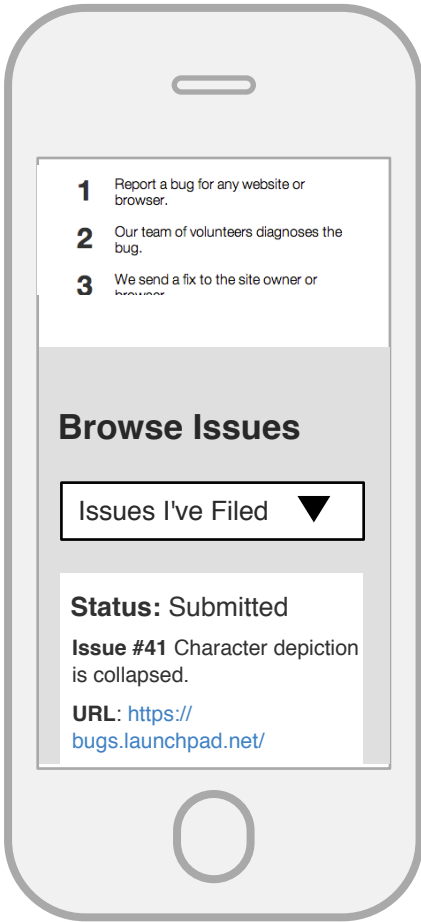 1 Report a bug for any website or
browser.
2 Our team of volunteers diagnoses the
bug.
3 We send a fix to the site owner or
browser
Browse Issues
Issues I've Filed
Status: Submitted
Issue #41 Character depiction
is collapsed.
URL: https://
bugs.launchpad.net/